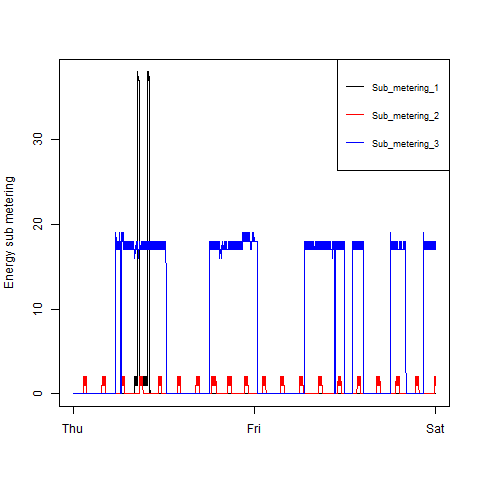 Sub_metering_1
Sub_metering_2
Sub_metering_3
Energy sub metering
30
20
10
0
Thu
Fri
Sat